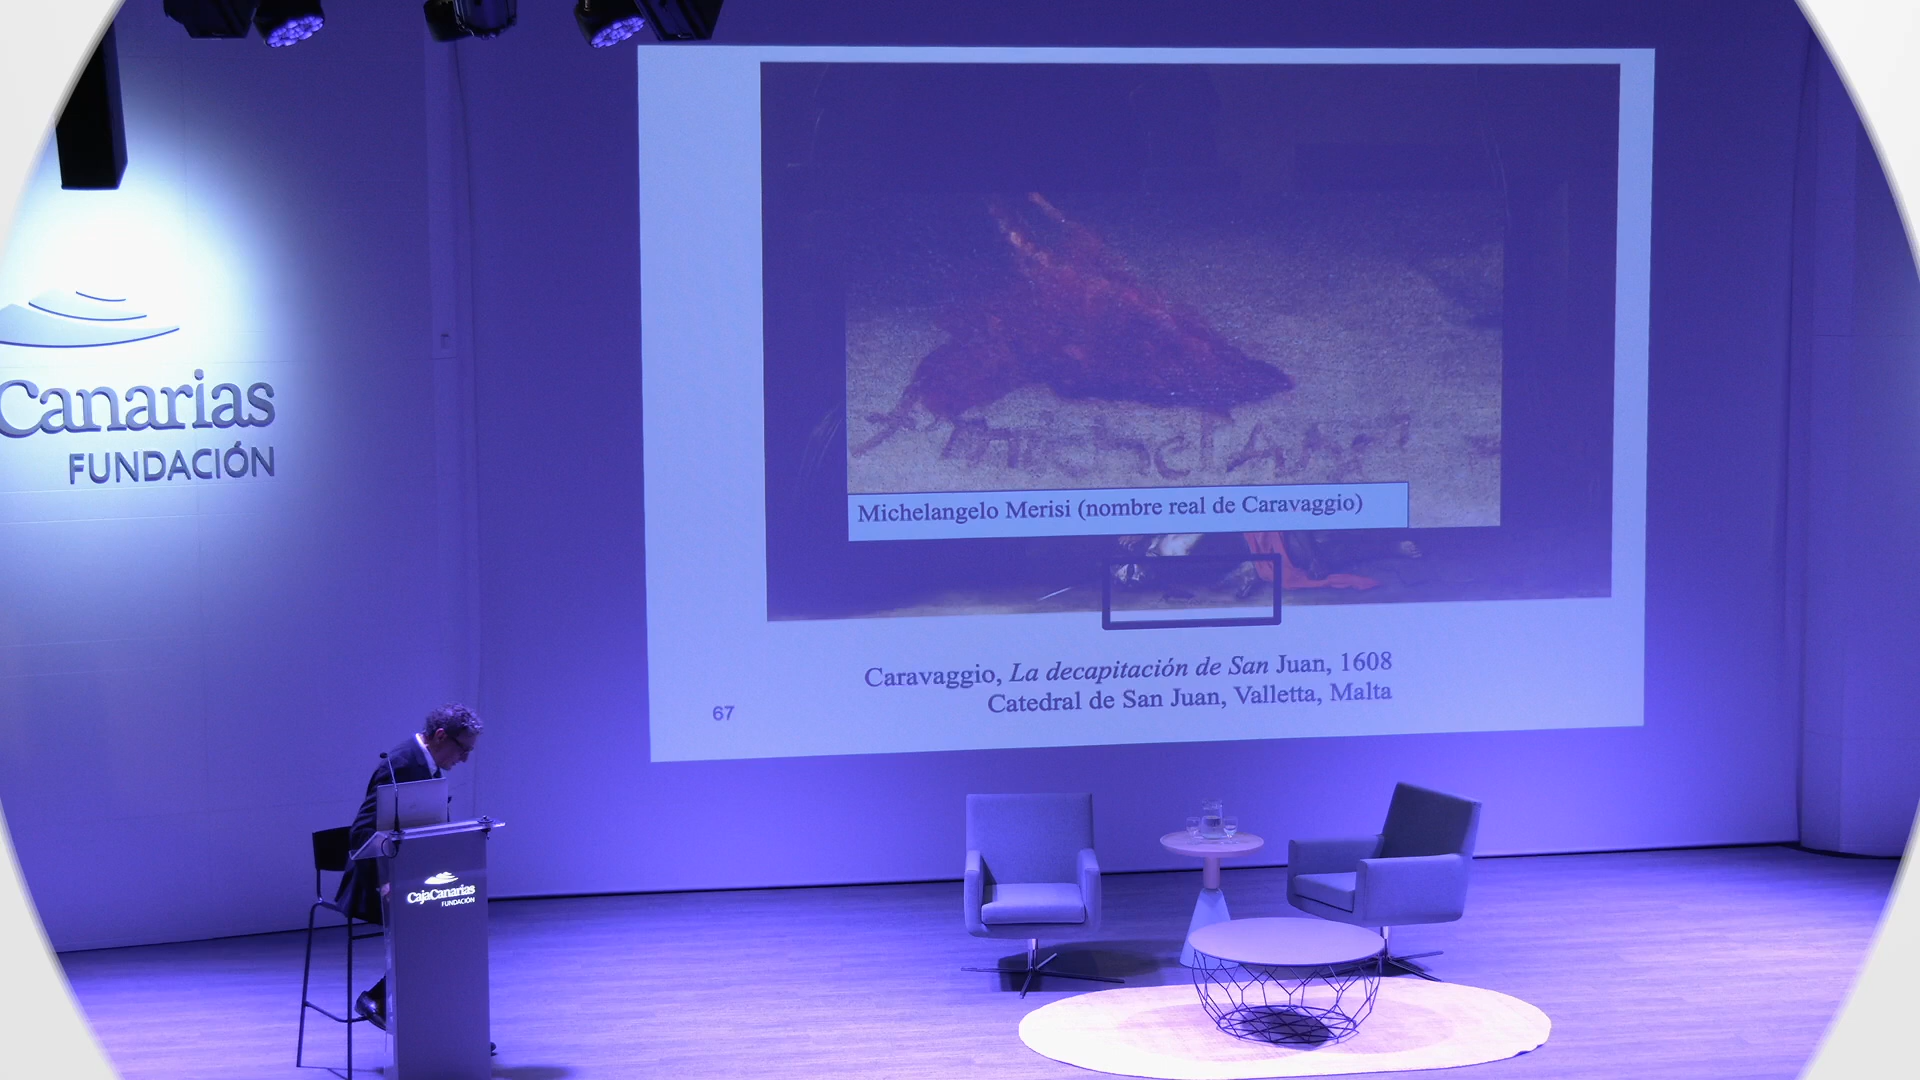 Canarias
FUNDACIÓN
michelAn
Michelangelo Merisi (nombre real de Caravaggio)
Caravaggio, La decapitación de San Juan, 1608
Catedral de San Juan, Valletta, Malta
67
CajaCanarias
FUNDACIÓN